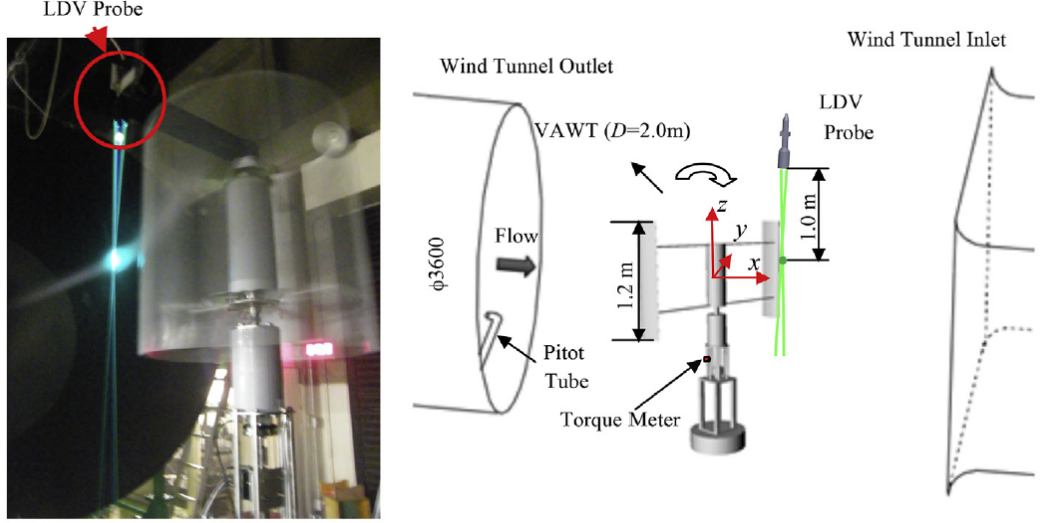 LDV Probe
Wind Tunnel Outlet
Wind Tunnel Inlet
VAWT (D=2.0m)
LDV
Probe
1.0 m
z
y
x
Flow
ϕ3600
1.2 m
Pitot
Tube
Torque Meter